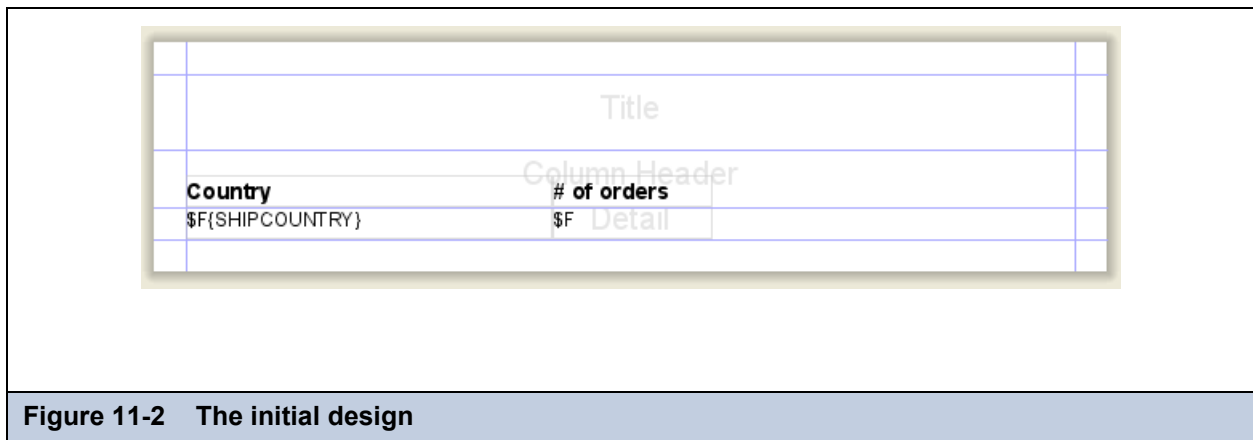 Title
Column Header
Country # of orders
$F{SHIPCOUNTRY} $F
Detail
Figure 11-2 The initial design